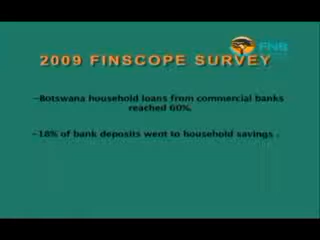 FNB
2009 FINSCOPE SURVEY
~Botswana household loans from commercial banks
reached 60%.
~18% of bank deposits went to household savings .